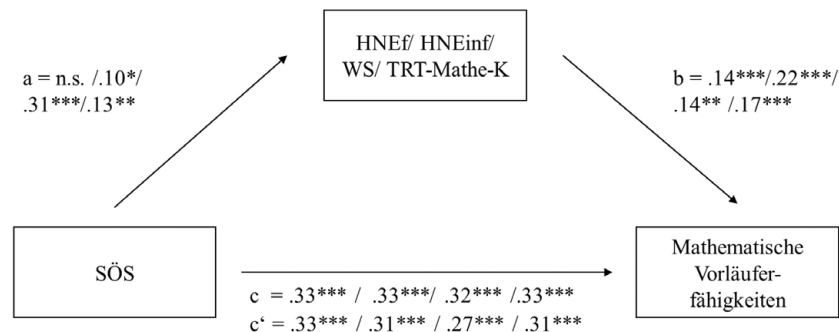 HNEf/ HNEinf/
WS/ TRT-Mathe-K
a = n.s. /.10*/
.31***/.13**
b = .14***/.22***/
.14** /.17***
SÖS
Mathematische
Vorläufer-
fähigkeiten
c = .33*** / .33***/ .32*** /.33***
c‘ = .33*** / .31*** / .27*** / .31***